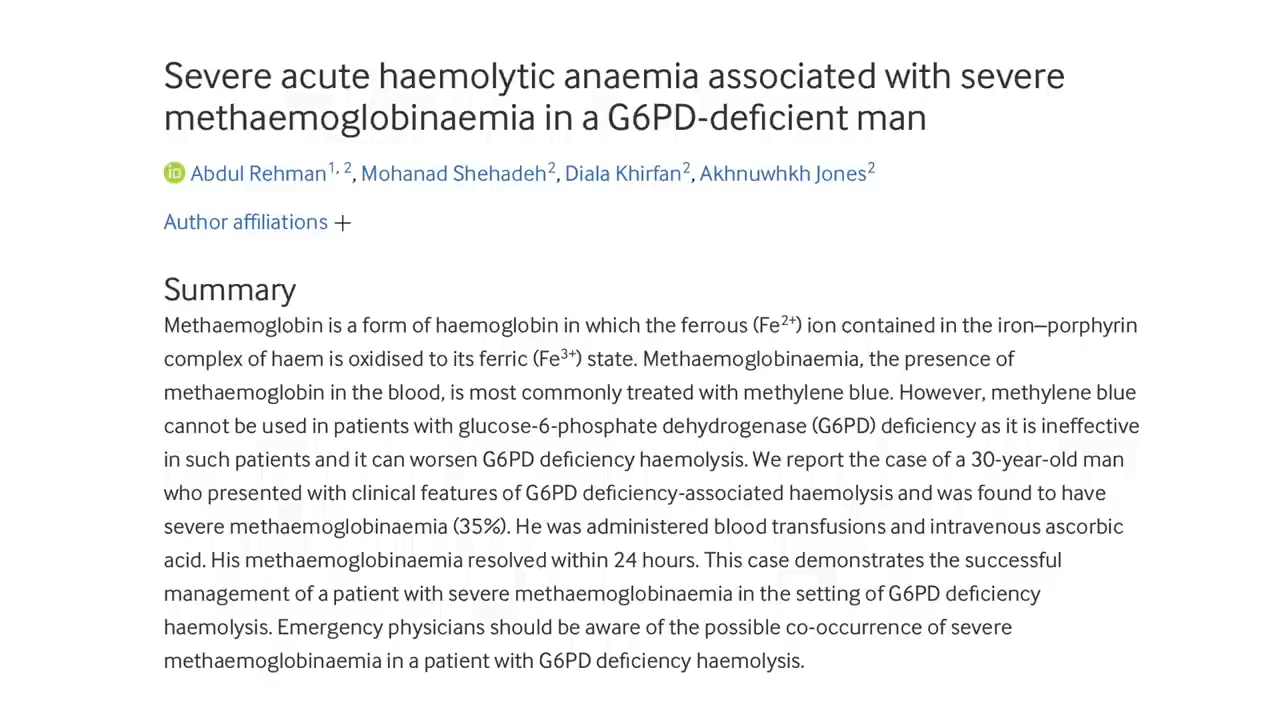 Severe acute haemolytic anaemia associated with severe
methaemoglobinaemia in a G6PD-deficient man
iD Abdul Rehman1, 2, Mohanad Shehadeh2, Diala Khirfan2, Akhnuwhkh Jones2
Author affiliations +
Summary
Methaemoglobin is a form of haemoglobin in which the ferrous (Fe2+) ion contained in the iron–porphyrin
complex of haem is oxidised to its ferric (Fe3+) state. Methaemoglobinaemia, the presence of
methaemoglobin in the blood, is most commonly treated with methylene blue. However, methylene blue
cannot be used in patients with glucose-6-phosphate dehydrogenase (G6PD) deficiency as it is ineffective
in such patients and it can worsen G6PD deficiency haemolysis. We report the case of a 30-year-old man
who presented with clinical features of G6PD deficiency-associated haemolysis and was found to have
severe methaemoglobinaemia (35%). He was administered blood transfusions and intravenous ascorbic
acid. His methaemoglobinaemia resolved within 24 hours. This case demonstrates the successful
management of a patient with severe methaemoglobinaemia in the setting of G6PD deficiency
haemolysis. Emergency physicians should be aware of the possible co-occurrence of severe
methaemoglobinaemia in a patient with G6PD deficiency haemolysis.